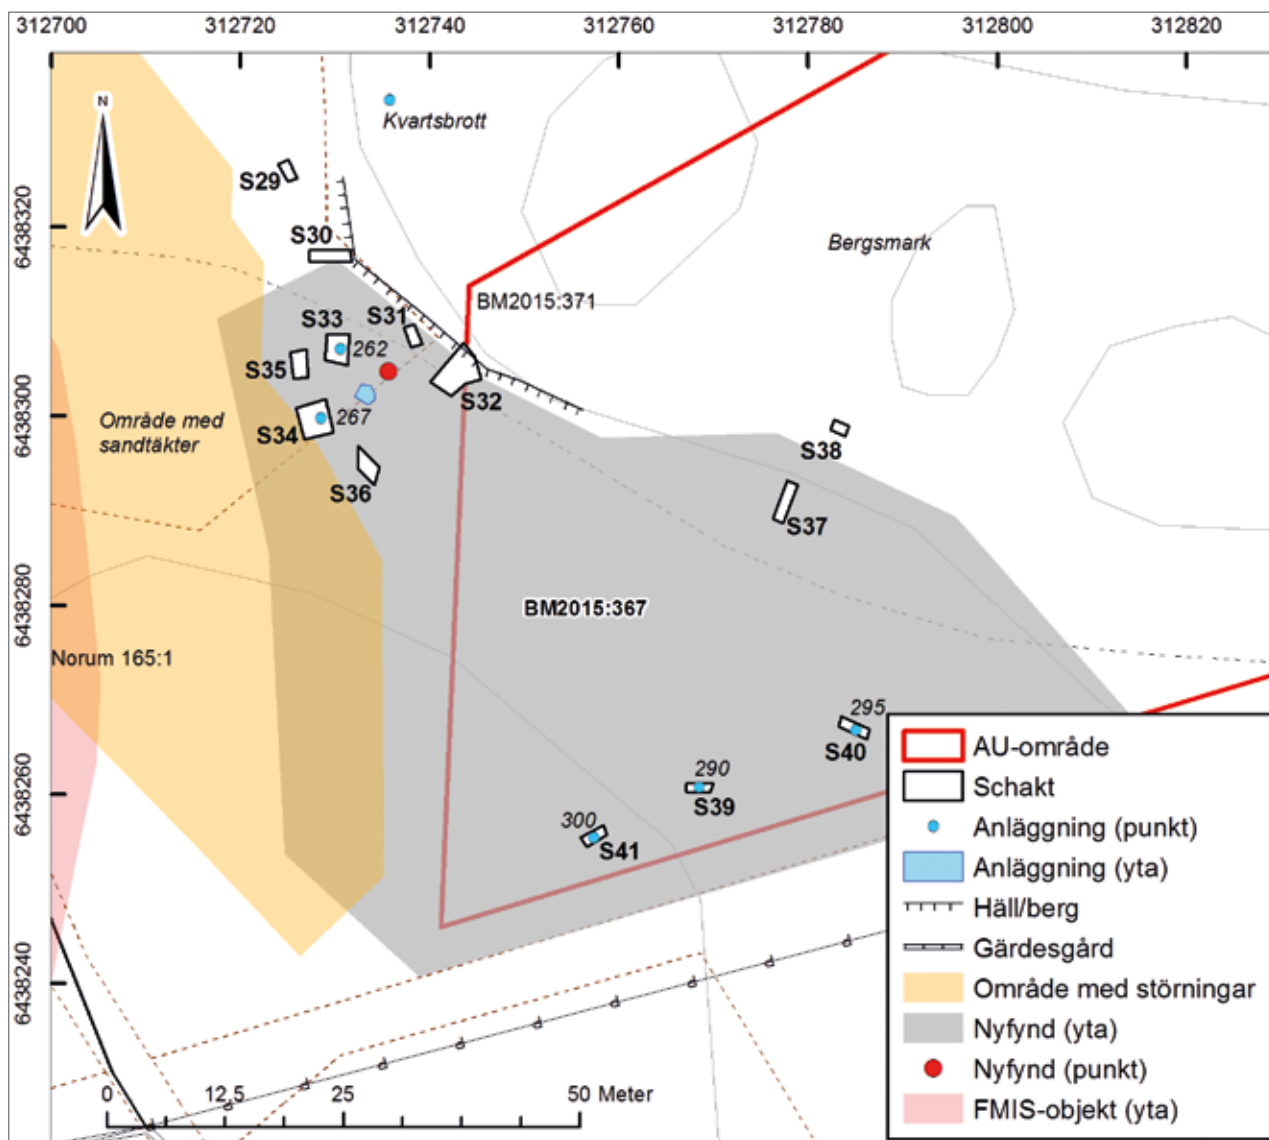 312700 312720 312740 312760 312780 312800 312820
N
Kvartsbrott
S29
6438320
S30
Bergsmark
BM2015:371
S33
S31
262
S35
S32
6438300
267
Område med
sandtäkter
S34
S38
S36
S37
6438280
BM2015:367
Norum 165:1
295
S40
290
6438260
S39
300
S41
6438240
AU-område
Schakt
Anläggning (punkt)
Anläggning (yta)
Häll/berg
Gärdesgård
Område med störningar
Nyfynd (yta)
Nyfynd (punkt)
FMIS-objekt (yta)
0 12,5 25 50 Meter